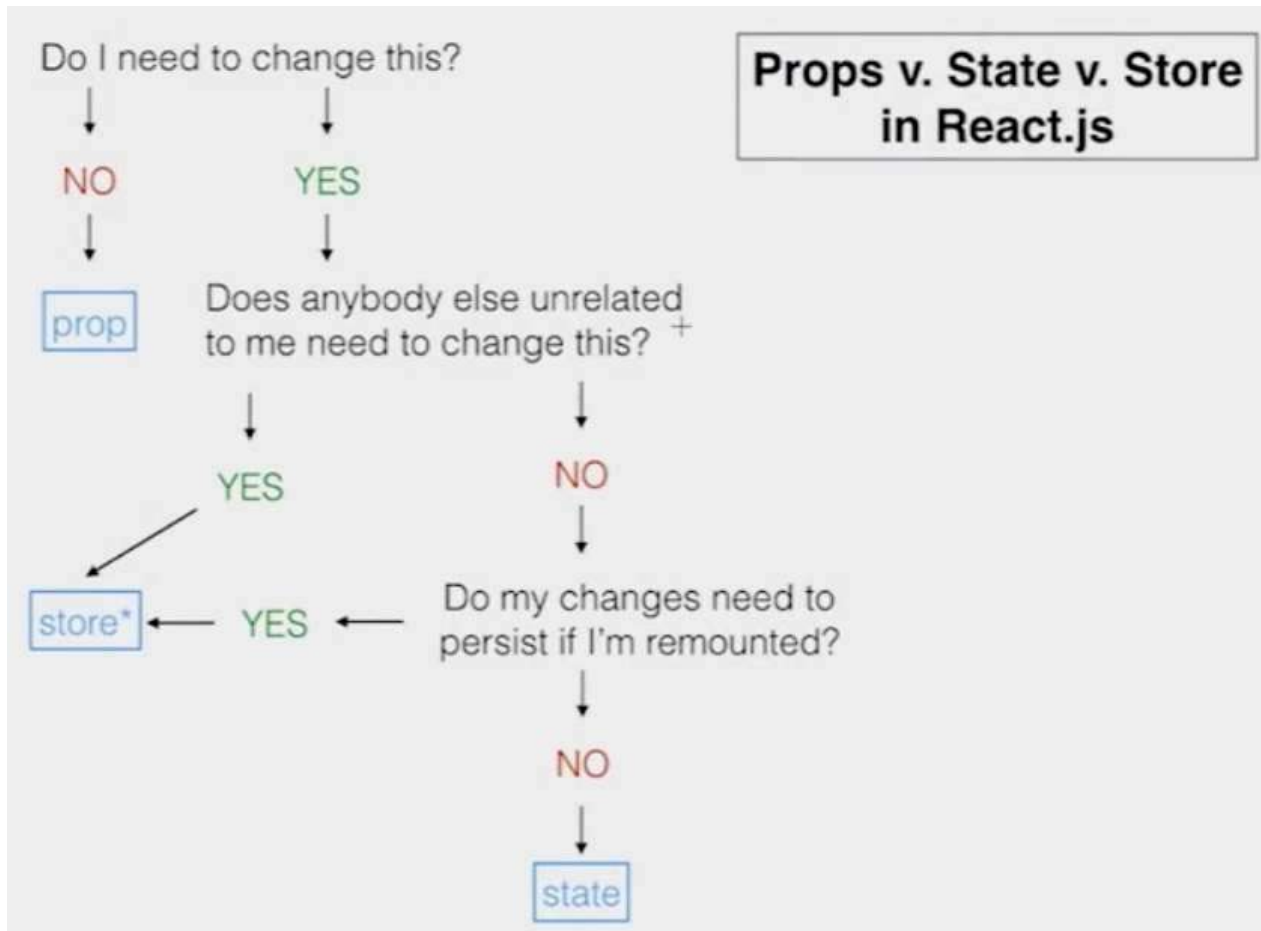 Props v. State v. Store
in React.js
Do I need to change this?
NO
YES
prop
Does anybody else unrelated
to me need to change this?
YES
NO
store*
YES
Do my changes need to
persist if I'm remounted?
NO
state